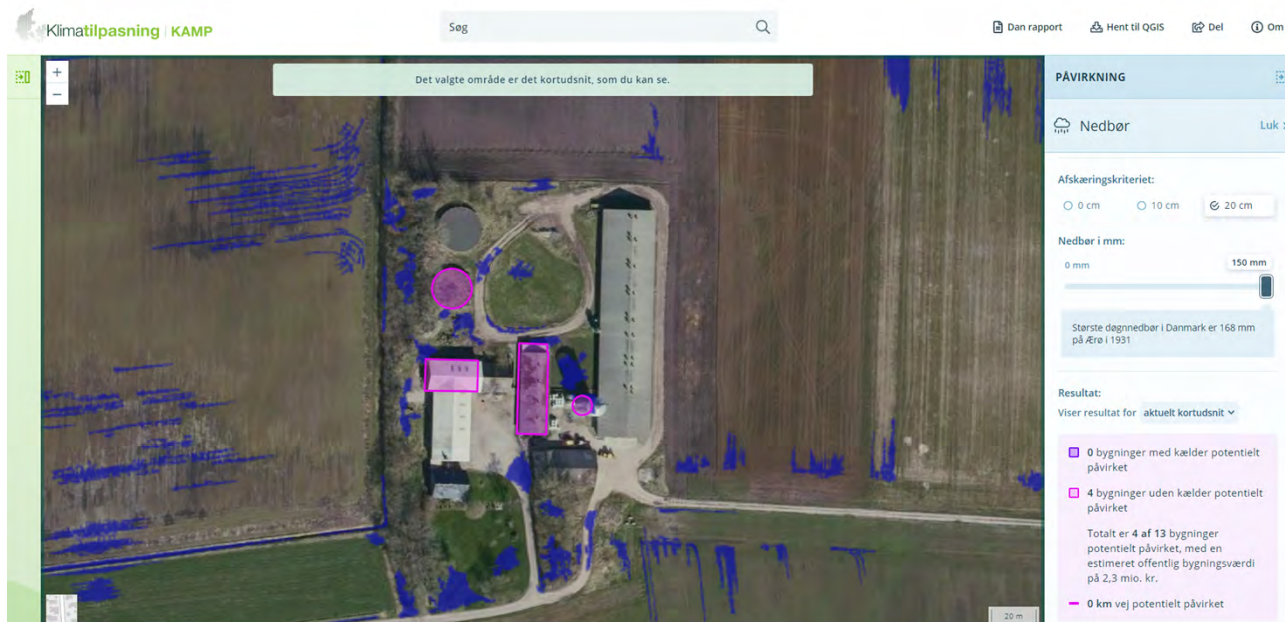 Klimatilpasning KAMP
Søg
Dan rapport
Hent til QGIS
Del
Om
+
−
Det valgte område er det kortudsnit, som du kan se.
20 m
PÅVIRKNING
Nedbør
Luk
Afskæringskriteriet:
0 cm
10 cm
20 cm
Nedbør i mm:
0 mm
150 mm
Største døgnnedbør i Danmark er 168 mm
på Ærø i 1931
Resultat:
Viser resultat for aktuelt kortudsnit
0 bygninger med kælder potentielt
påvirket
4 bygninger uden kælder potentielt
påvirket
Totalt er 4 af 13 bygninger
potentielt påvirket, med en
estimeret offentlig bygningsværdi
på 2,3 mio. kr.
0 km vej potentielt påvirket